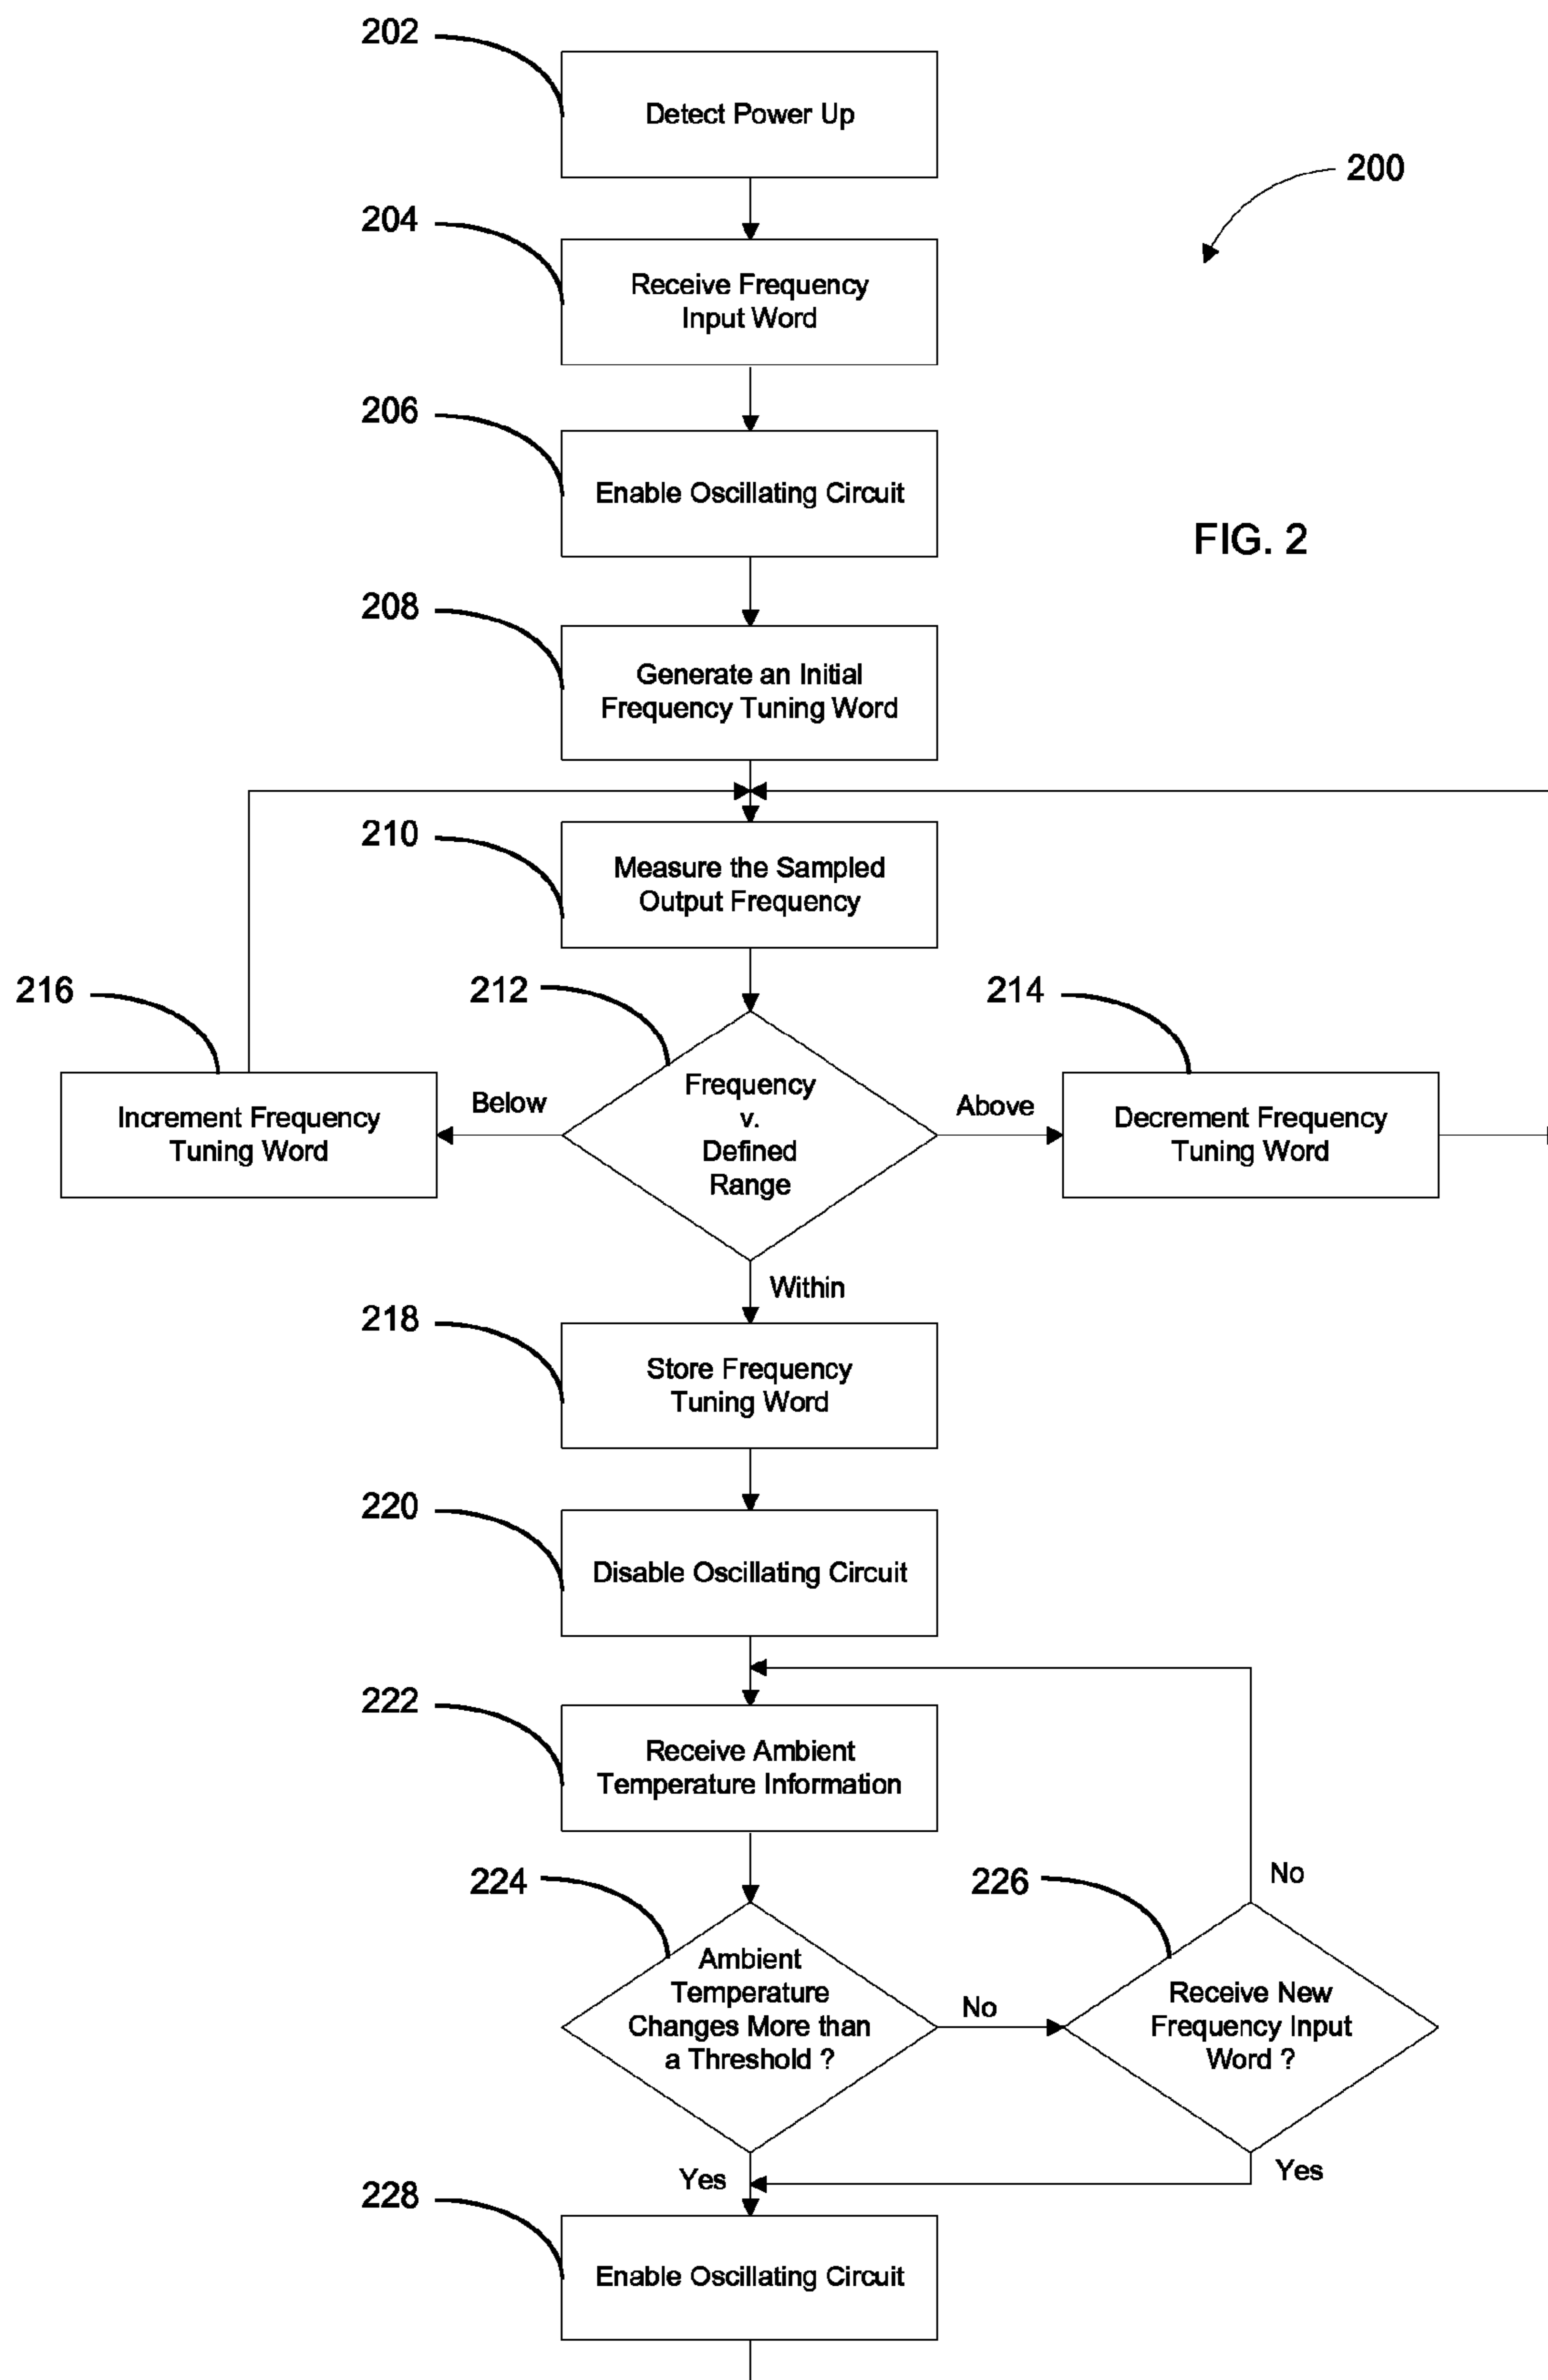 202
Detect Power Up
200
204
Receive Frequency
Input Word
206
Enable Oscillating Circuit
FIG. 2
208
Generate an Initial
Frequency Tuning Word
210
Measure the Sampled
Output Frequency
216
212
214
Increment Frequency
Tuning Word
Below
Frequency
v.
Defined
Range
Above
Decrement Frequency
Tuning Word
Within
218
Store Frequency
Tuning Word
220
Disable Oscillating Circuit
222
Receive Ambient
Temperature Information
224
226
No
Ambient
Temperature
Changes More than
a Threshold ?
No
Receive New
Frequency Input
Word ?
Yes
Yes
228
Enable Oscillating Circuit